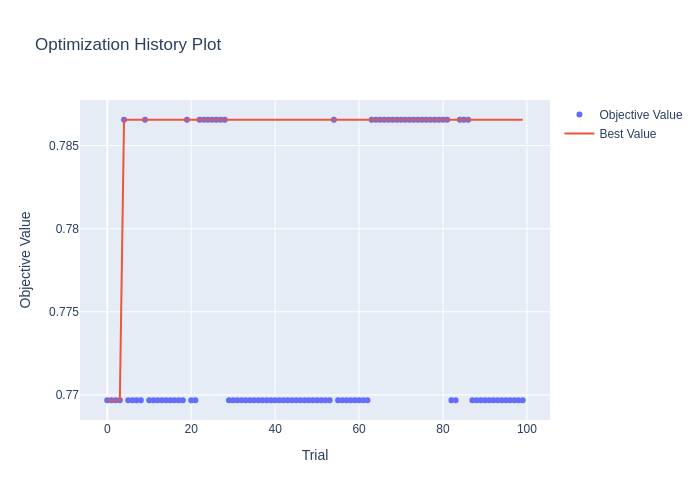 Optimization History Plot
Objective Value
Best Value
0.785
0.78
0.775
0.77
Objective Value
0 20 40 60 80 100
Trial